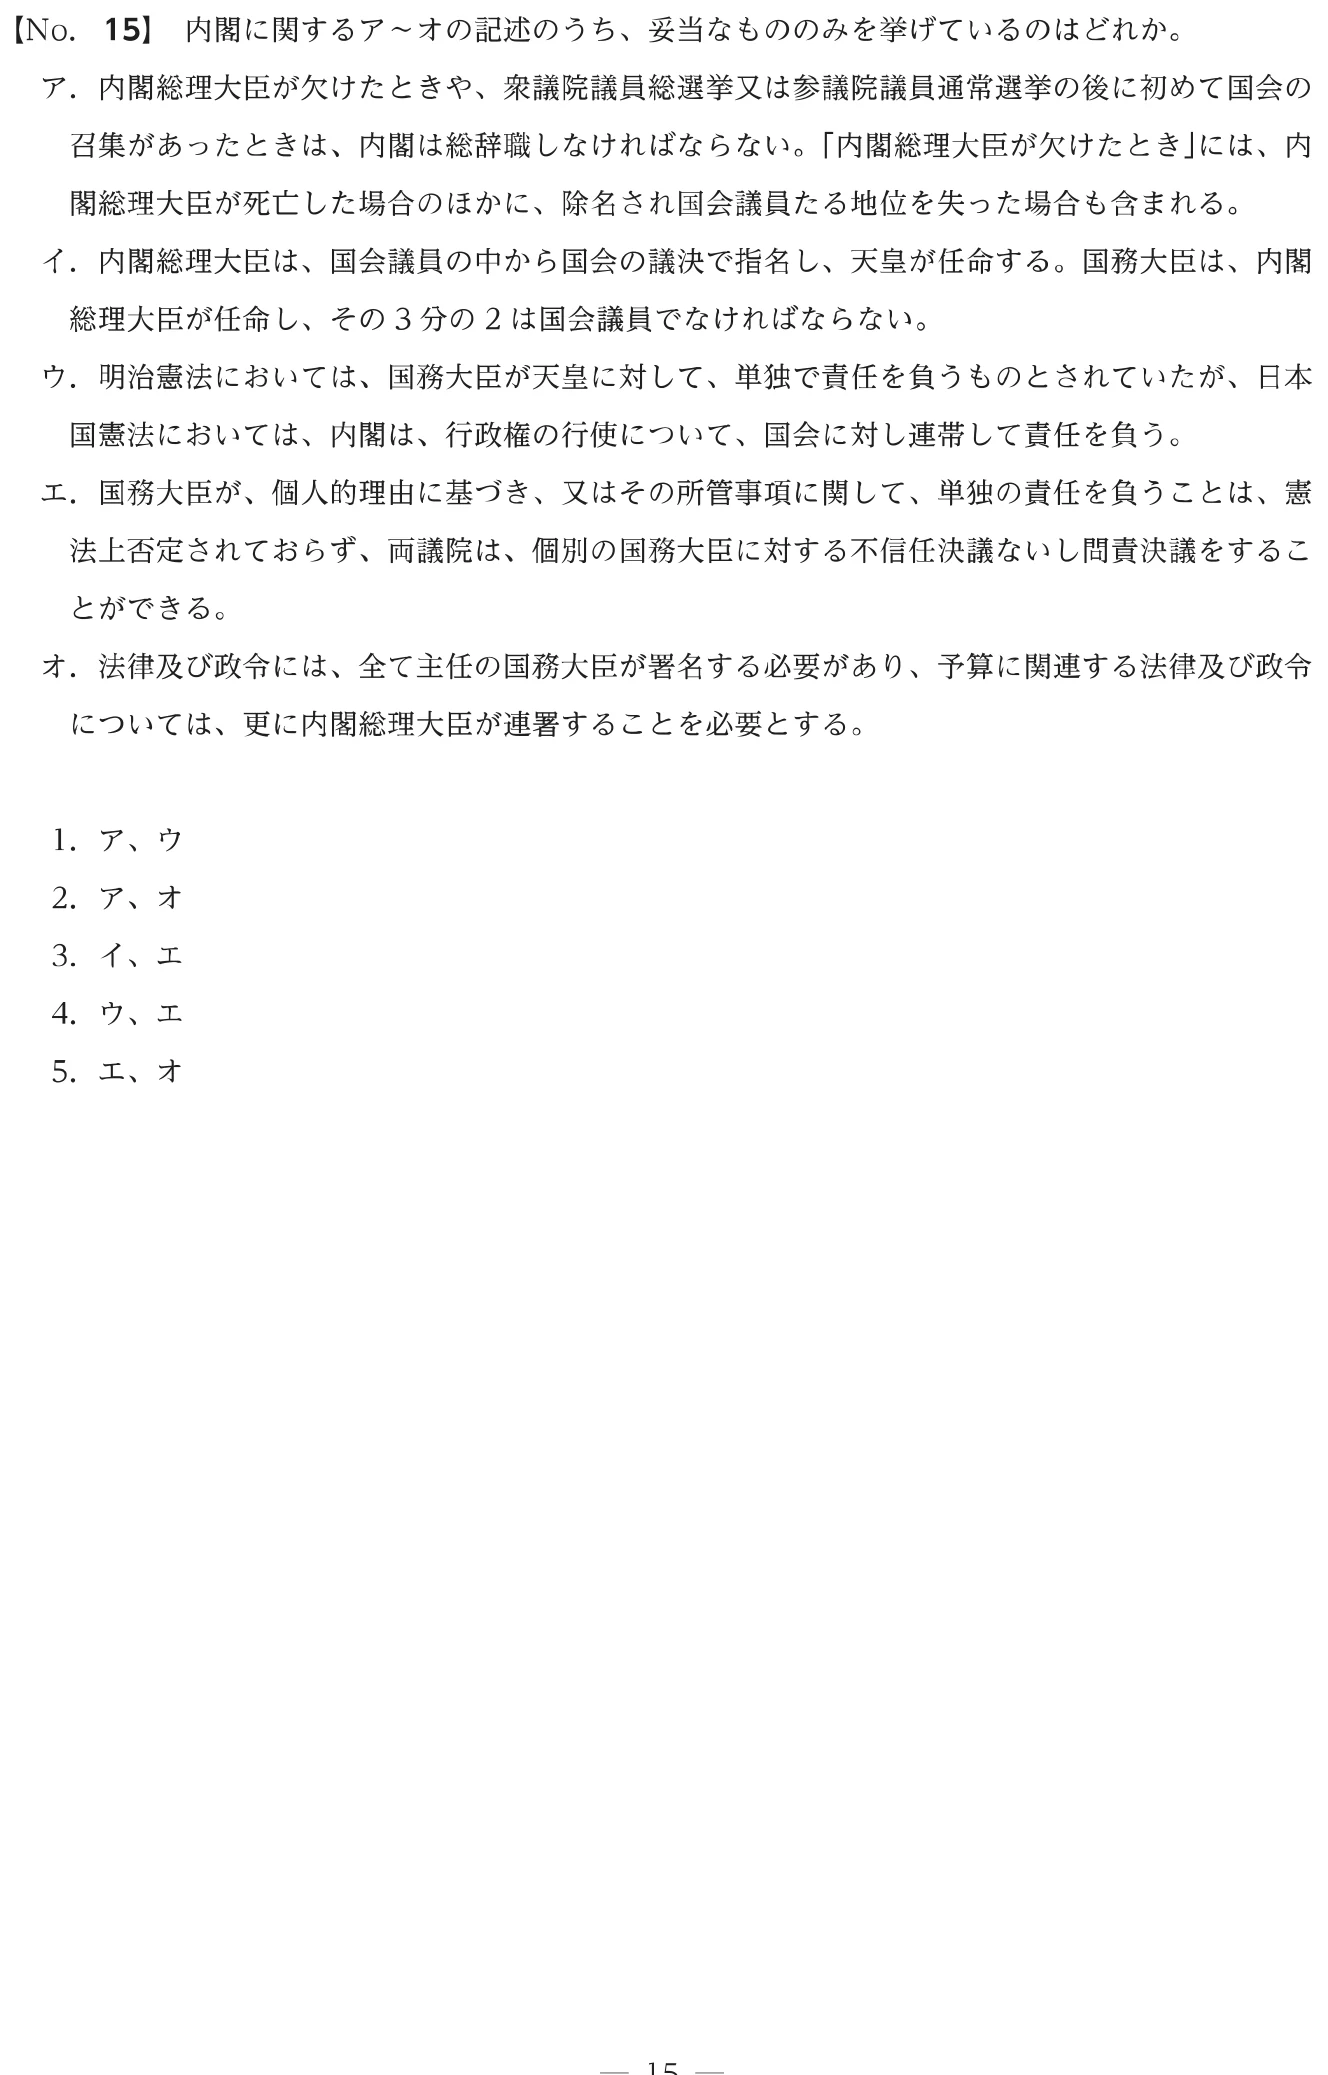 【No. 15】 内閣に関するア～オの記述のうち、妥当なもののみを挙げているのはどれか。
ア．内閣総理大臣が欠けたときや、衆議院議員総選挙又は参議院議員通常選挙の後に初めて国会の
召集があったときは、内閣は総辞職しなければならない。「内閣総理大臣が欠けたとき」には、内
閣総理大臣が死亡した場合のほかに、除名され国会議員たる地位を失った場合も含まれる。
イ．内閣総理大臣は、国会議員の中から国会の議決で指名し、天皇が任命する。国務大臣は、内閣
総理大臣が任命し、その3分の2は国会議員でなければならない。
ウ．明治憲法においては、国務大臣が天皇に対して、単独で責任を負うものとされていたが、日本
国憲法においては、内閣は、行政権の行使について、国会に対し連帯して責任を負う。
エ．国務大臣が、個人的理由に基づき、又はその所管事項に関して、単独の責任を負うことは、憲
法上否定されておらず、両議院は、個別の国務大臣に対する不信任決議ないし問責決議をするこ
とができる。
オ．法律及び政令には、全て主任の国務大臣が署名する必要があり、予算に関連する法律及び政令
については、更に内閣総理大臣が連署することを必要とする。
1．ア、ウ
2．ア、オ
3．イ、エ
4．ウ、エ
5．エ、オ
— 15 —